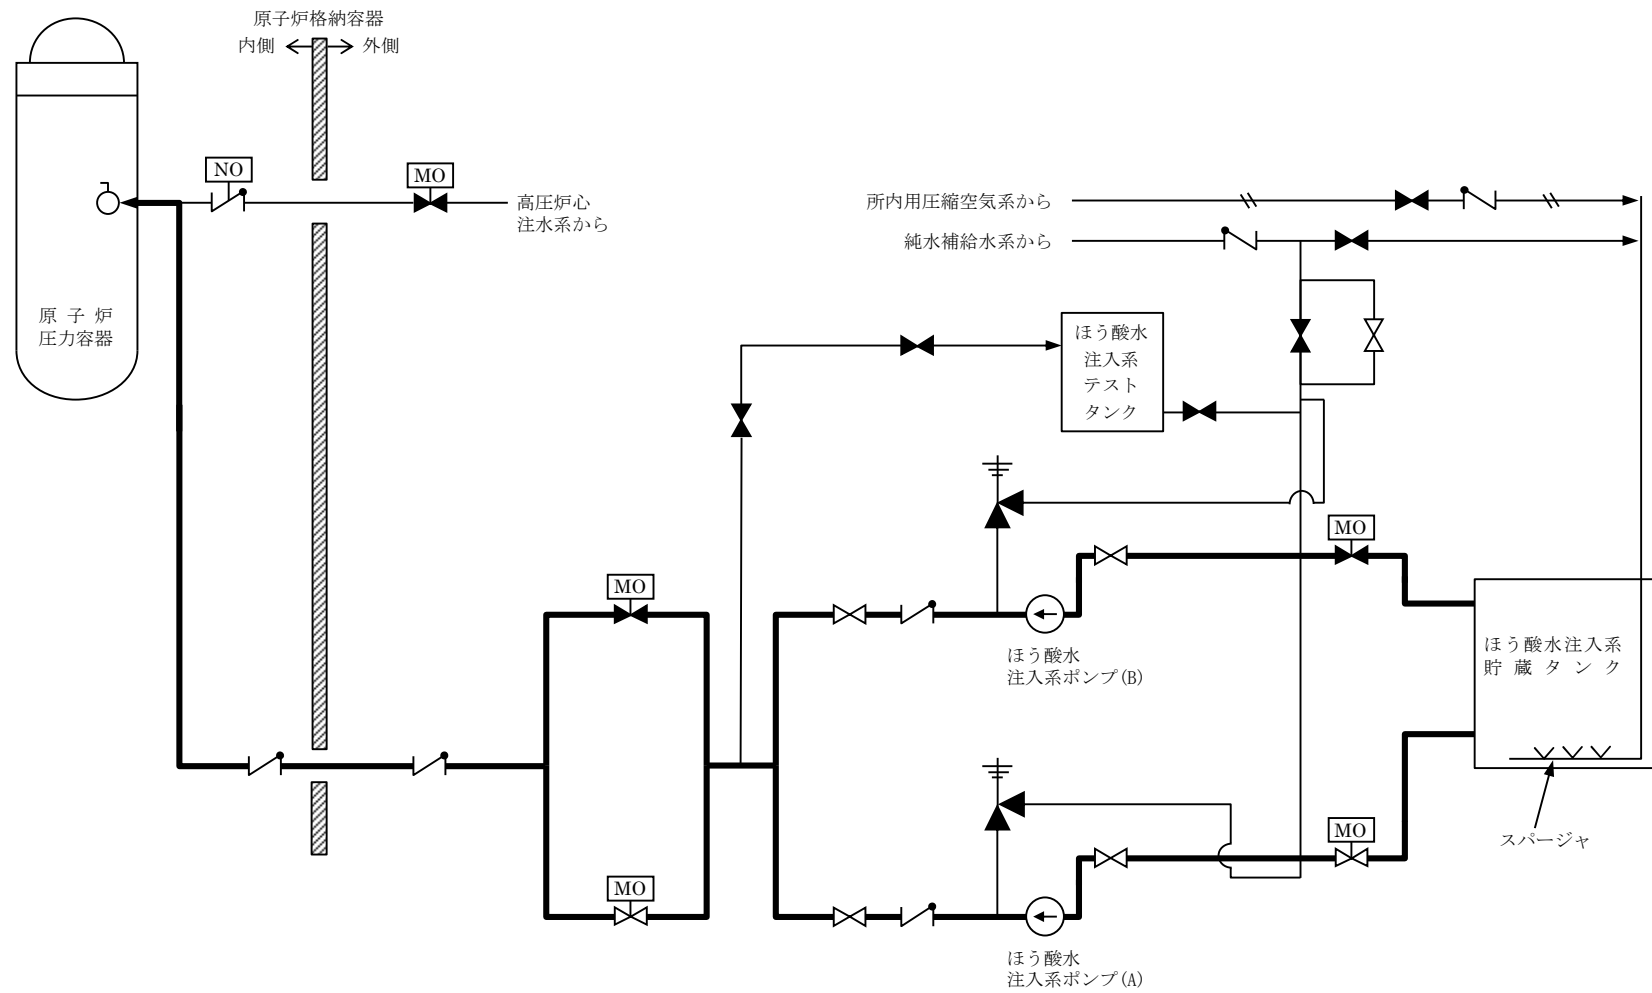 原子炉格納容器
内側 外側
NO
MO
高圧炉心
注水系から
所内用圧縮空気系から
純水補給水系から
原子炉
圧力容器
ほう酸水
注入系
テスト
タンク
MO
MO
ほう酸水
注入系ポンプ(B)
ほう酸水注入系
貯蔵タンク
スパージャ
MO
MO
ほう酸水
注入系ポンプ(A)